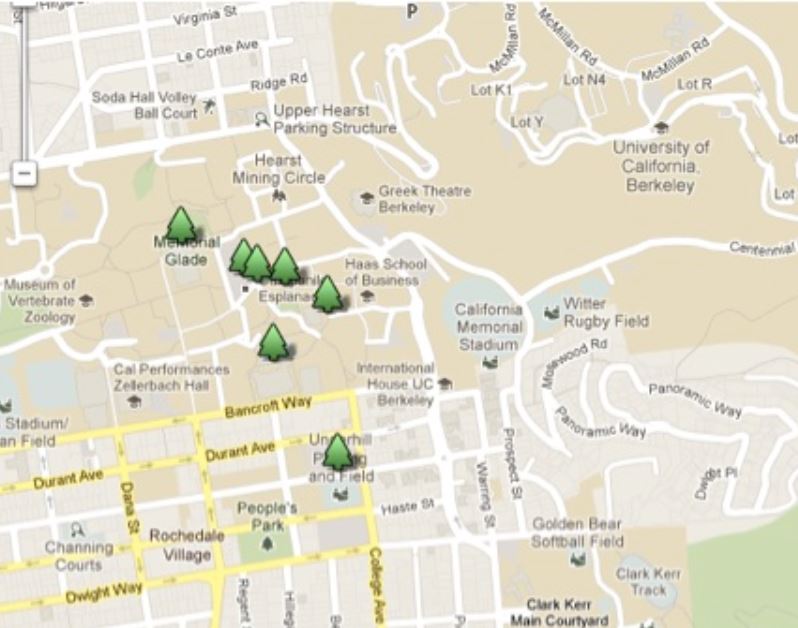 Virginia St
P
McMillan Rd
McMillan Rd
McMillan Rd
Le Conte Ave
Ridge Rd
Lot K1
Lot N4
Lot R
Soda Hall Volley
Ball Court
Upper Hearst
Parking Structure
Lot Y
Lot
University of
California,
Berkeley
Hearst
Mining Circle
Greek Theatre
Berkeley
Lot
Memorial
Glade
Centennial
Museum of
Vertebrate
Zoology
Haas School
of Business
Esplanade
California
Memorial
Stadium
Witter
Rugby Field
Mosswood Rd
Cal Performances
Zellerbach Hall
International
House UC
Berkeley
Panoramic Way
Panoramic Way
Bancroft Way
Stadium/
an Field
Durant Ave
Durant Ave
Underhill
Parking
and Field
Prospect St
Warring St
Dwight Pl
Dana St
People's
Park
Haste St
Channing
Courts
Rochedale
Village
Golden Bear
Softball Field
Clark Kerr
Track
Dwight Way
College Ave
Regent
Hilleg
Be
Clark Kerr
Main Courtyard